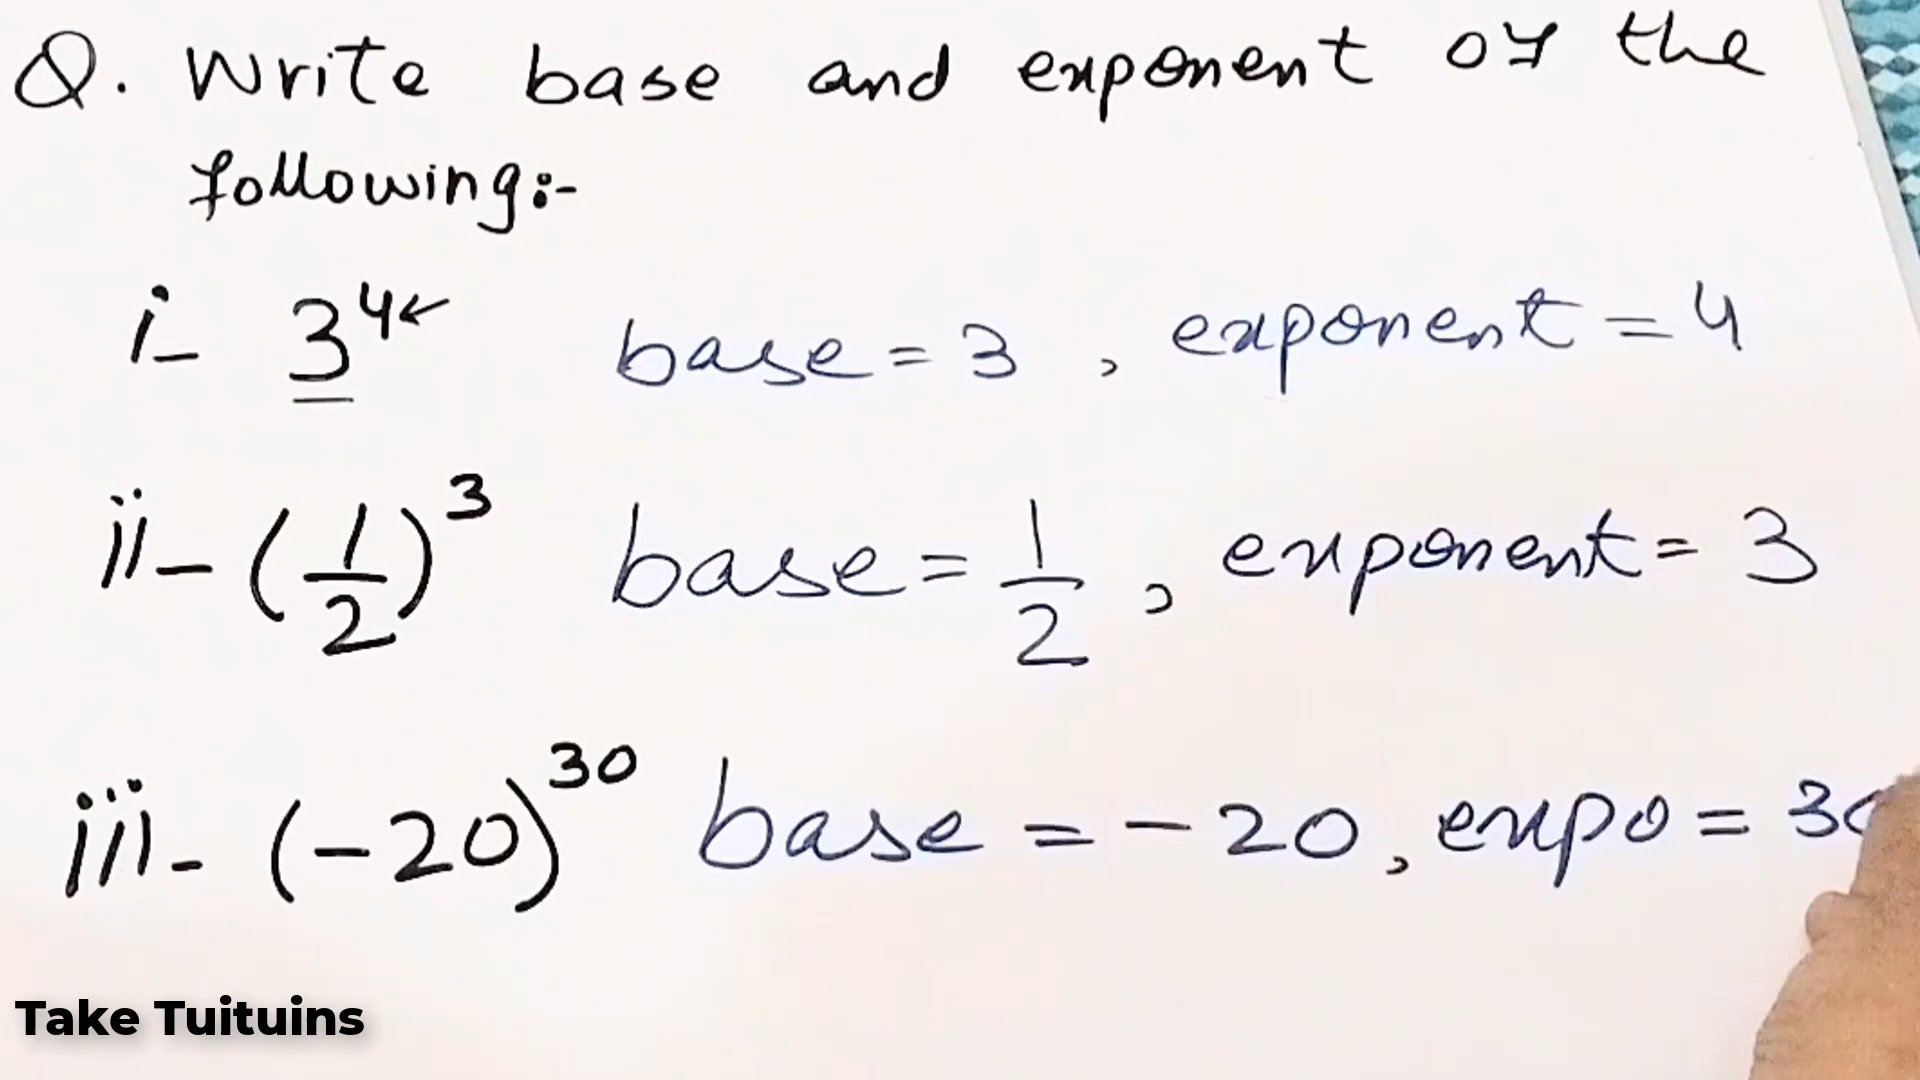 Q. Write base and exponent of the
following:-
i- 3⁴← base = 3 , exponent = 4
ii- (1/2)³ base = 1/2 , exponent = 3
iii- (-20)³⁰ base = -20, expo = 30
Take Tuituins